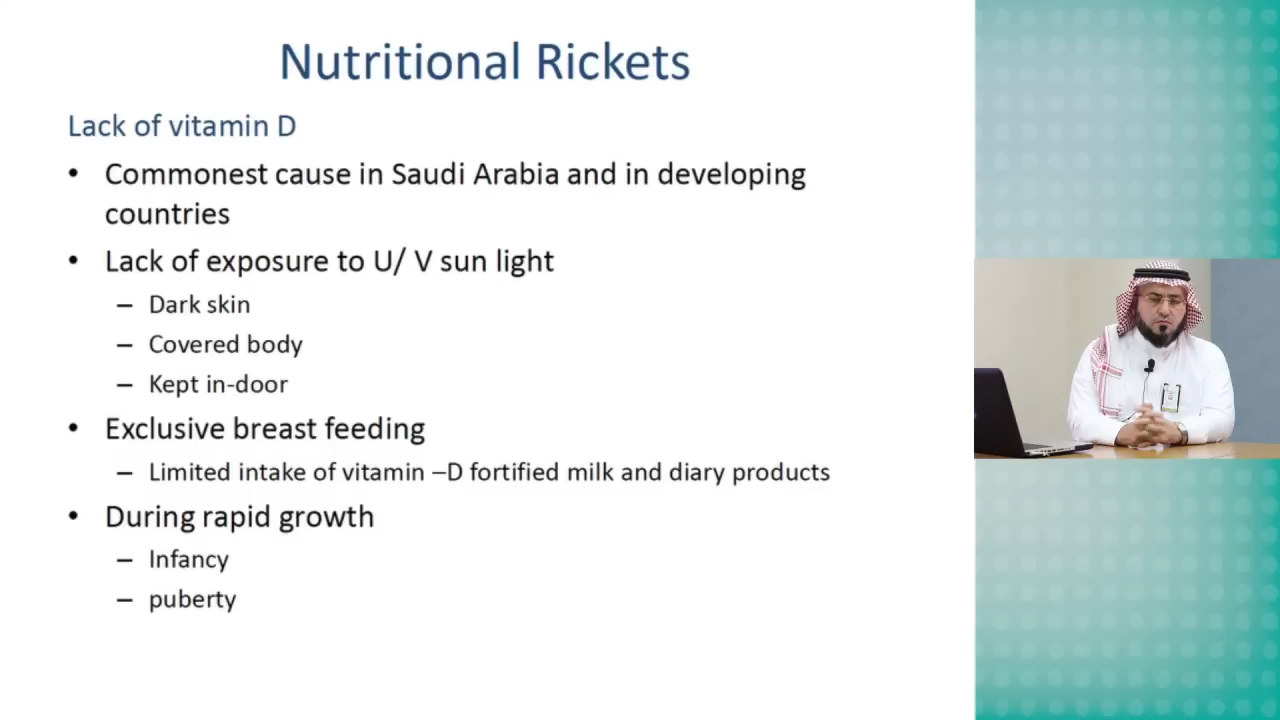 Nutritional Rickets
Lack of vitamin D
• Commonest cause in Saudi Arabia and in developing
countries
• Lack of exposure to U/ V sun light
– Dark skin
– Covered body
– Kept in-door
• Exclusive breast feeding
– Limited intake of vitamin –D fortified milk and diary products
• During rapid growth
– Infancy
– puberty